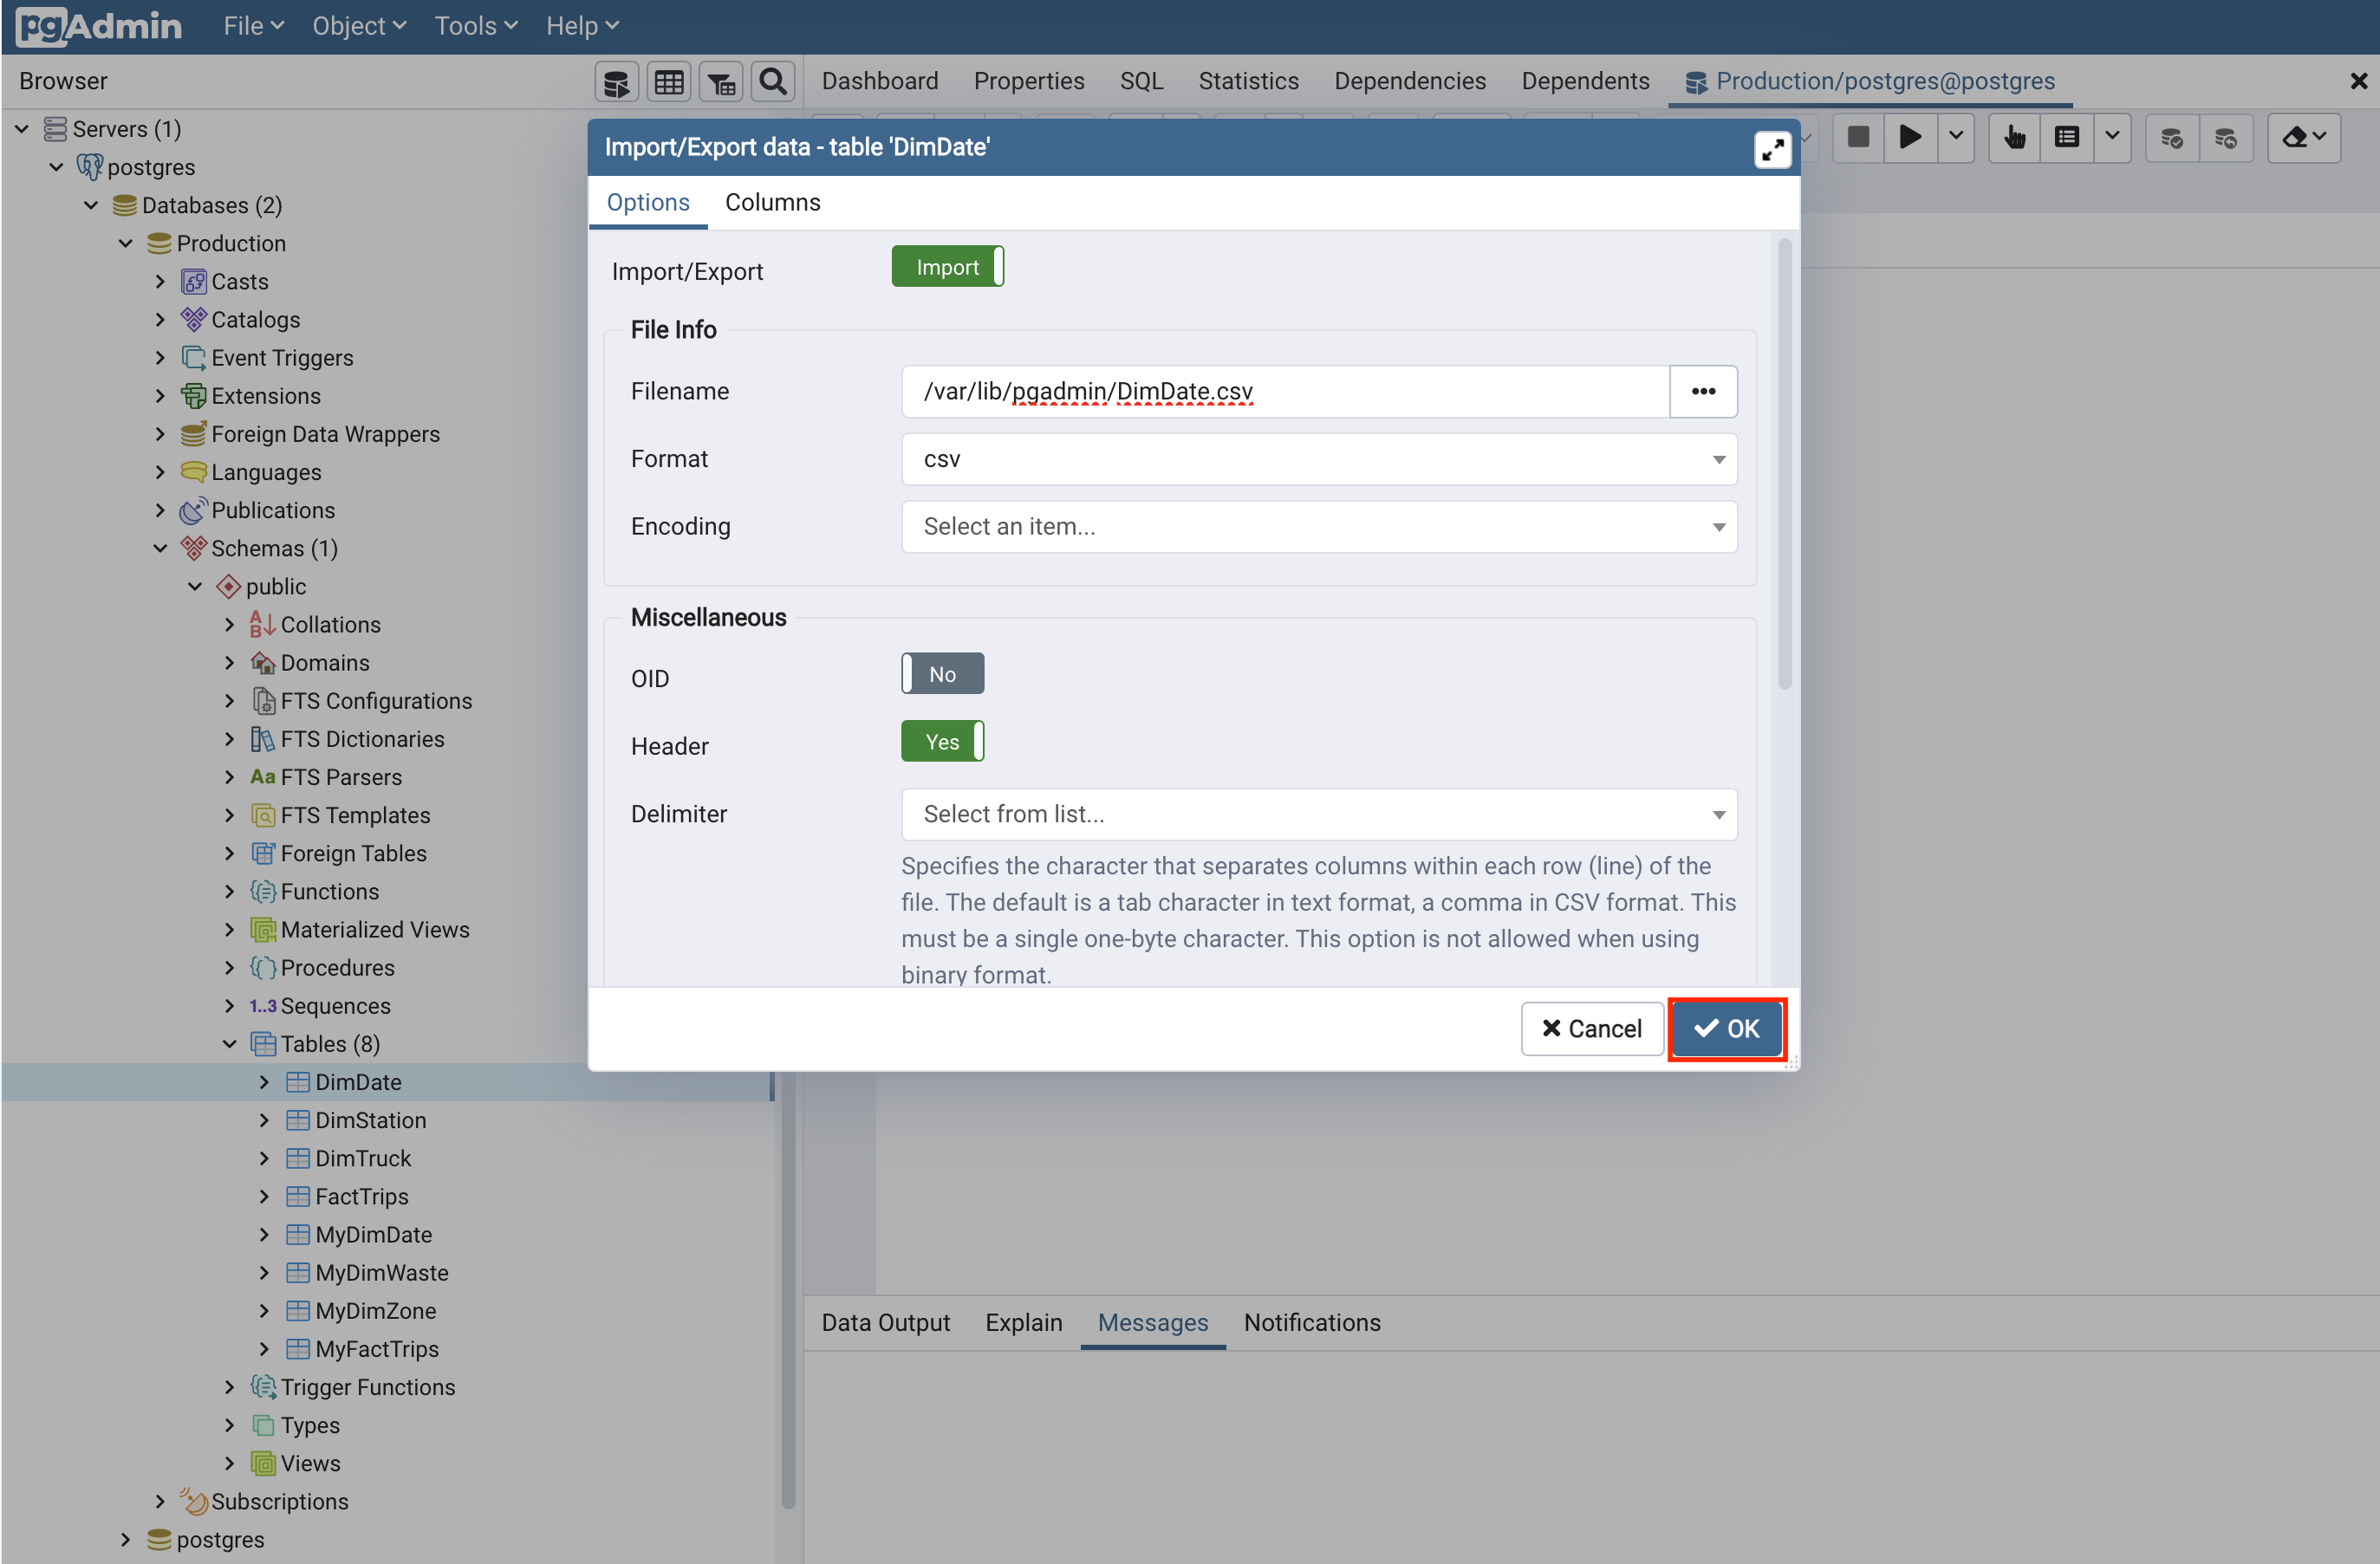 pgAdmin File Object Tools Help
Browser
Dashboard Properties SQL Statistics Dependencies Dependents Production/postgres@postgres
Servers (1)
postgres
Databases (2)
Production
Casts
Catalogs
Event Triggers
Extensions
Foreign Data Wrappers
Languages
Publications
Schemas (1)
public
Collations
Domains
FTS Configurations
FTS Dictionaries
Aa FTS Parsers
FTS Templates
Foreign Tables
Functions
Materialized Views
Procedures
1..3 Sequences
Tables (8)
DimDate
DimStation
DimTruck
FactTrips
MyDimDate
MyDimWaste
MyDimZone
MyFactTrips
Trigger Functions
Types
Views
Subscriptions
postgres
Import/Export data - table 'DimDate'
Options Columns
Import/Export Import
File Info
Filename /var/lib/pgadmin/DimDate.csv
Format csv
Encoding Select an item...
Miscellaneous
OID No
Header Yes
Delimiter Select from list...
Specifies the character that separates columns within each row (line) of the
file. The default is a tab character in text format, a comma in CSV format. This
must be a single one-byte character. This option is not allowed when using
binary format.
Cancel OK
Data Output Explain Messages Notifications